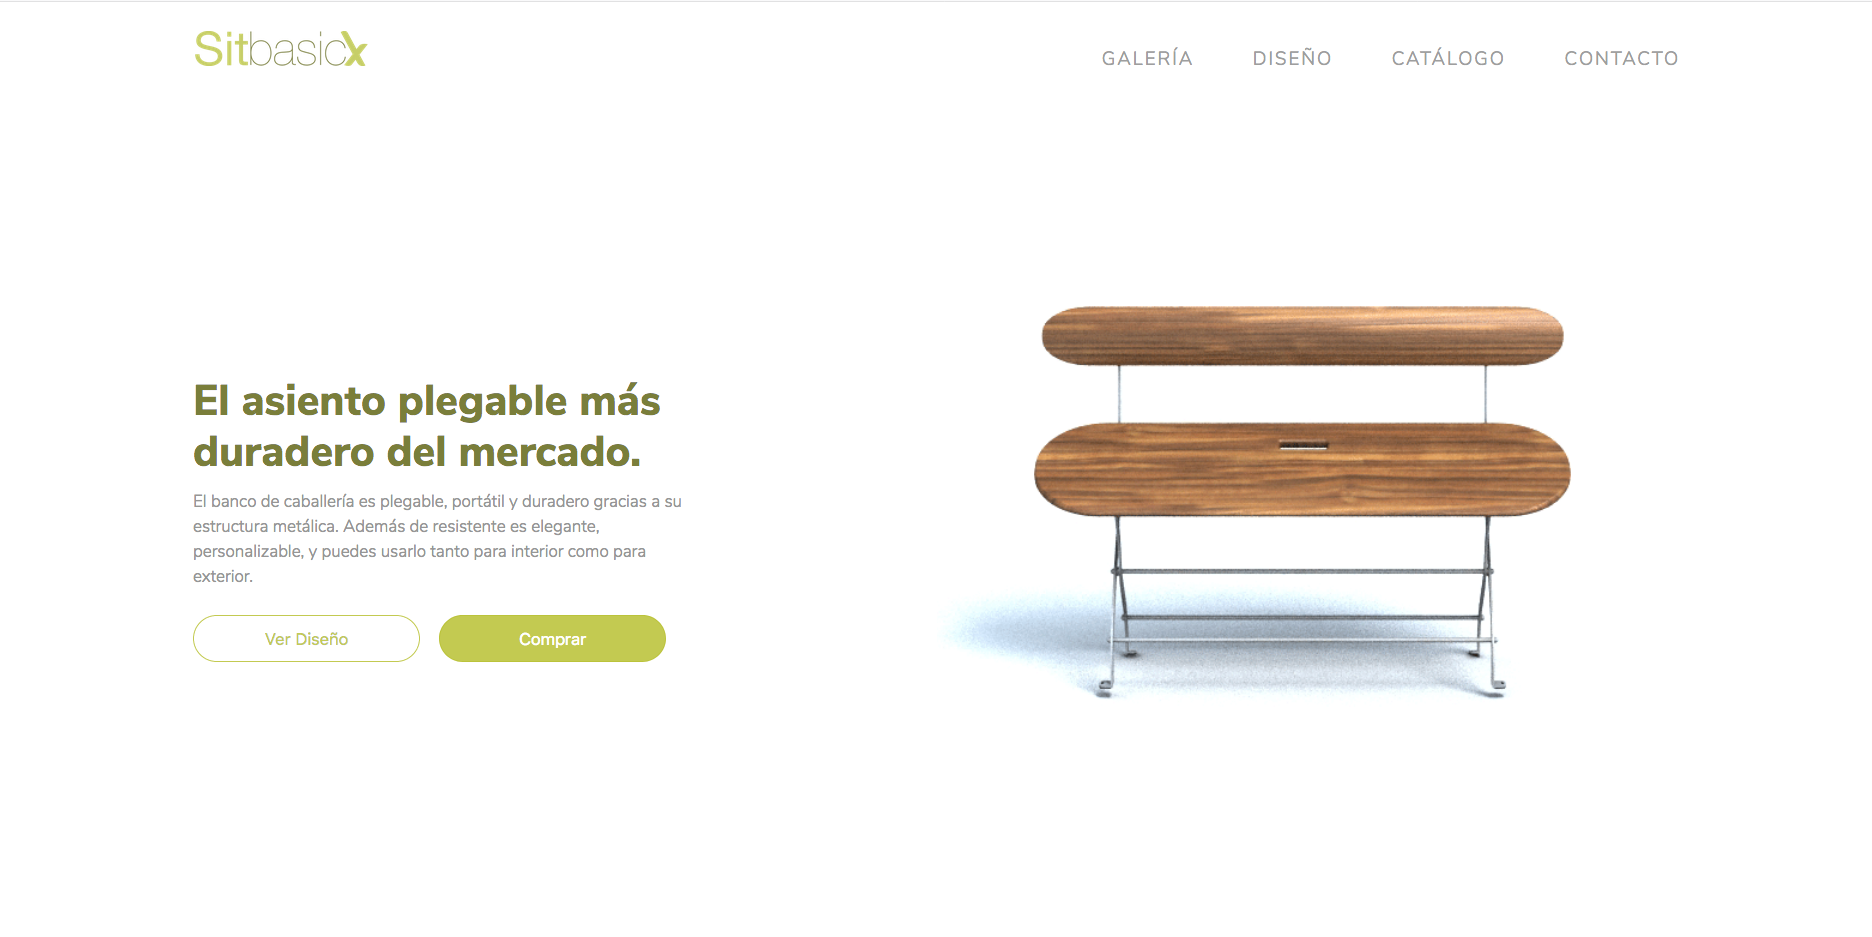 SitbasicX
GALERÍA DISEÑO CATÁLOGO CONTACTO
El asiento plegable más
duradero del mercado.
El banco de caballería es plegable, portátil y duradero gracias a su
estructura metálica. Además de resistente es elegante,
personalizable, y puedes usarlo tanto para interior como para
exterior.
Ver Diseño Comprar